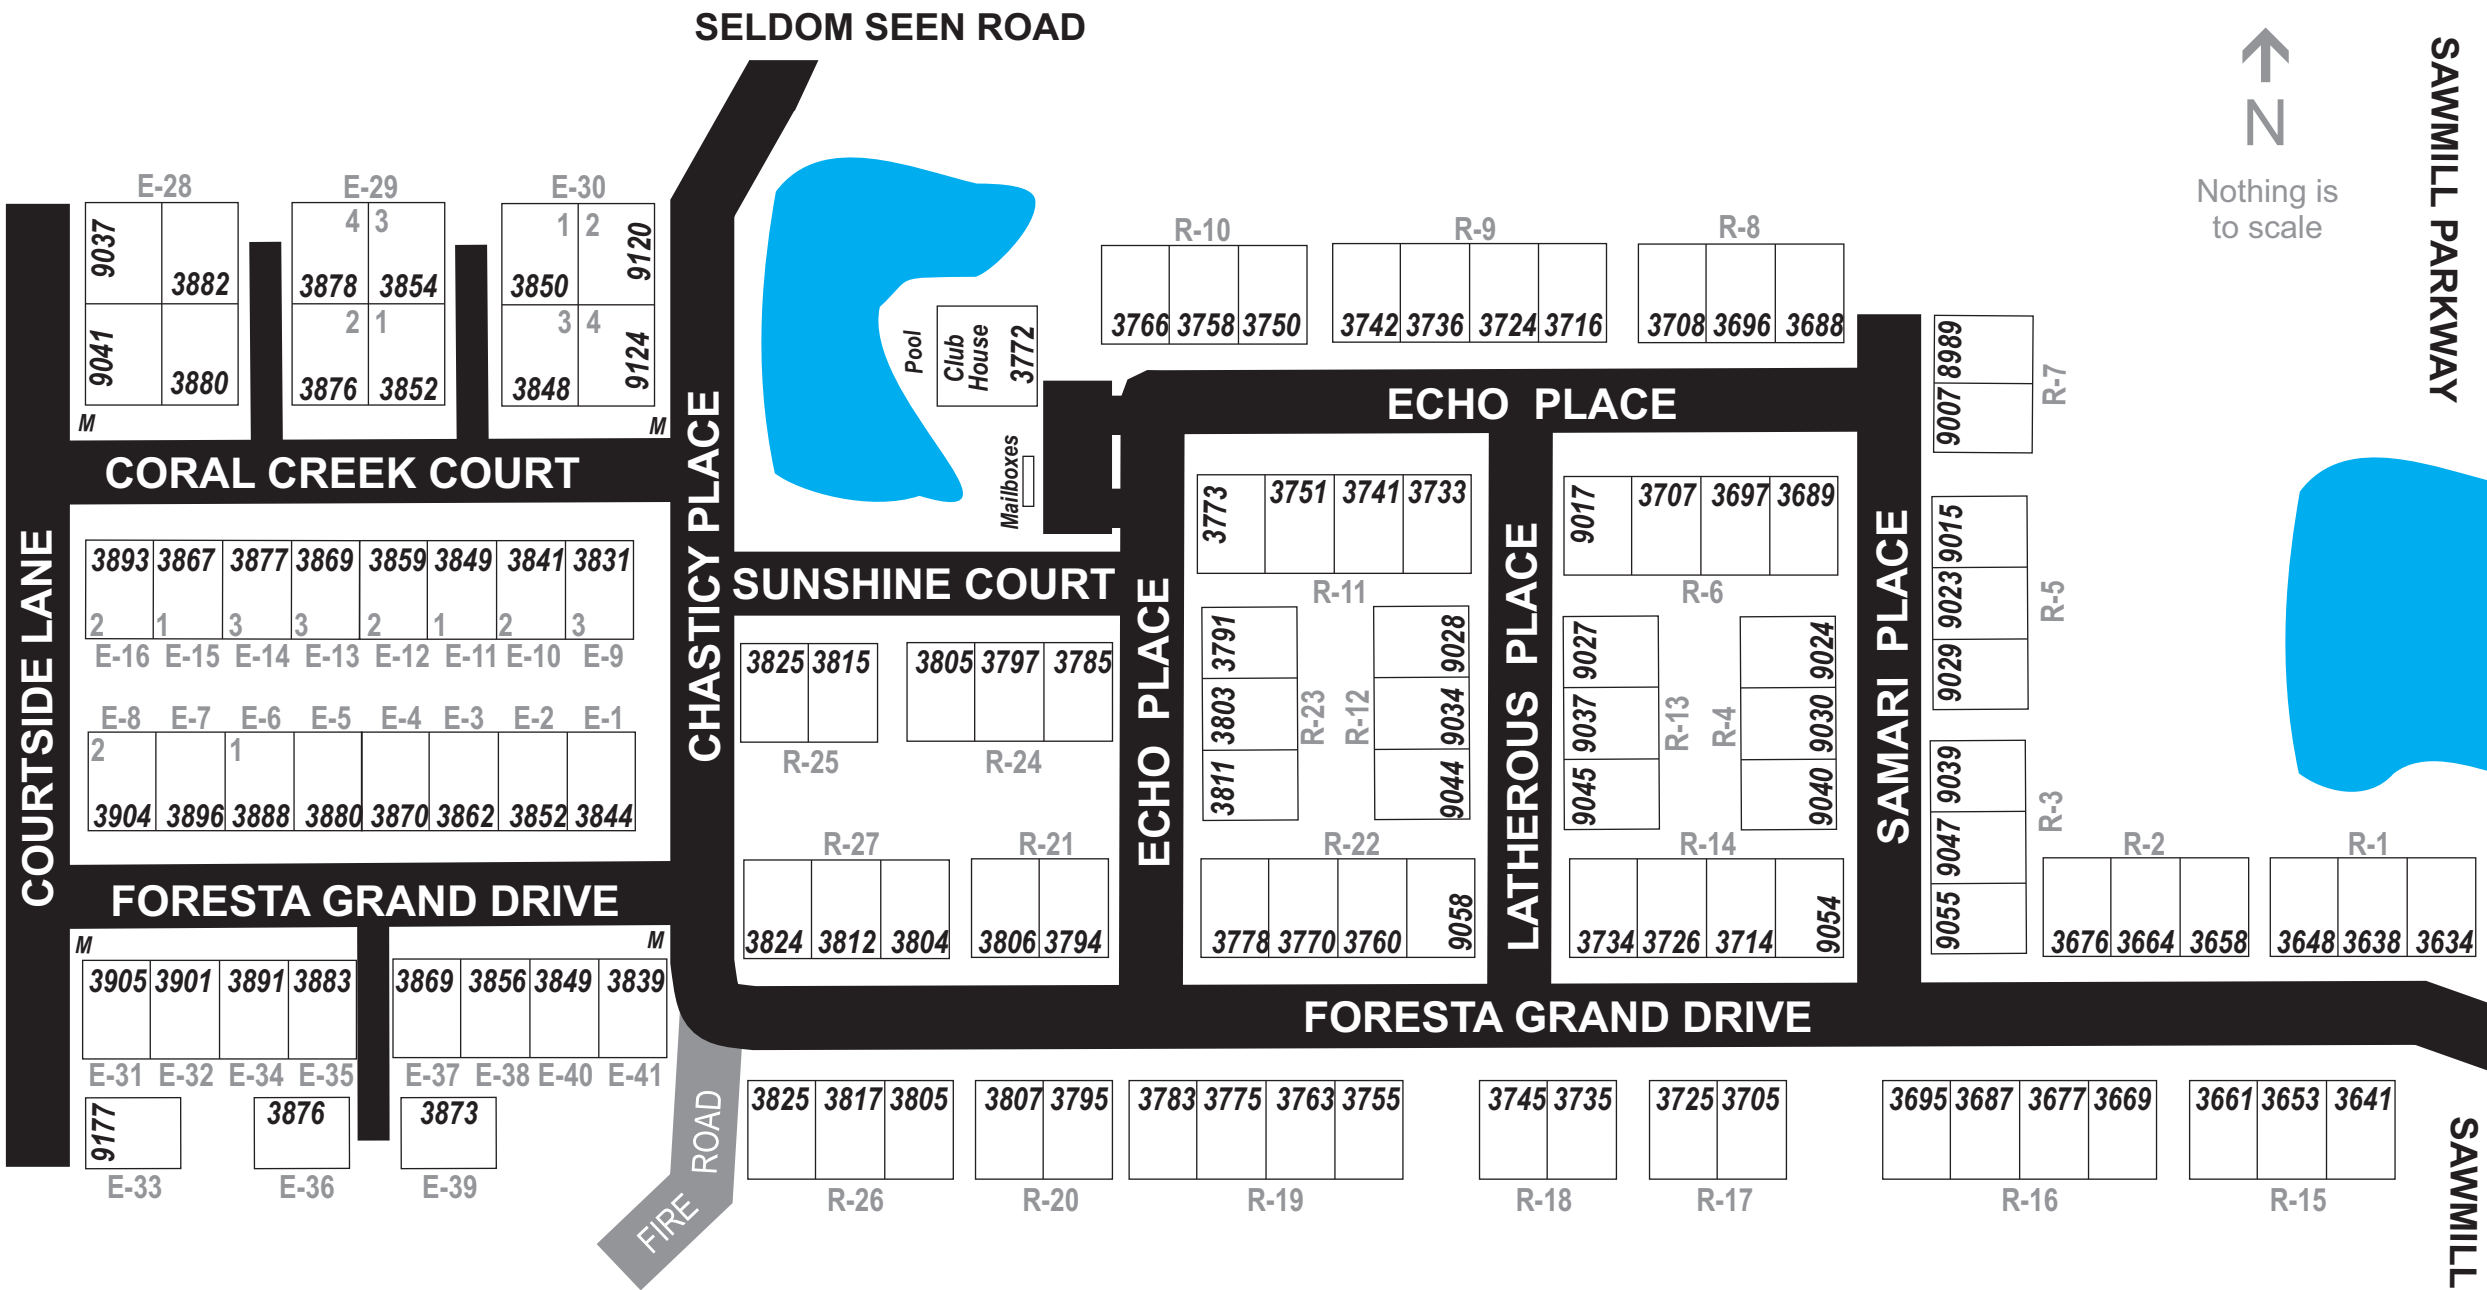 SELDOM SEEN ROAD
N
Nothing is
to scale
SAWMILL PARKWAY
E-28
E-29
E-30
9037
3882
9041
3880
4 3
3878 3854
2 1
3876 3852
1 2
3850
9120
3 4
3848
9124
M
M
CORAL CREEK COURT
COURTSIDE LANE
CHASTICY PLACE
Pool
Club
House
3772
Mailboxes
R-10
3766 3758 3750
R-9
3742 3736 3724 3716
R-8
3708 3696 3688
ECHO PLACE
8989
9007
R-7
3893 3867 3877 3869 3859 3849 3841 3831
2 1 3 3 2 1 2 3
E-16 E-15 E-14 E-13 E-12 E-11 E-10 E-9
E-8 E-7 E-6 E-5 E-4 E-3 E-2 E-1
2 1
3904 3896 3888 3880 3870 3862 3852 3844
FORESTA GRAND DRIVE
M
M
3905 3901 3891 3883
E-31 E-32 E-34 E-35
3869 3856 3849 3839
E-37 E-38 E-40 E-41
9177
E-33
3876
E-36
3873
E-39
SUNSHINE COURT
3825 3815
R-25
3805 3797 3785
R-24
R-27
3824 3812 3804
R-21
3806 3794
ECHO PLACE
3773
3751 3741 3733
R-11
3791
3803
3811
R-23
R-12
9028
9034
9044
R-22
3778 3770 3760
9058
LATHEROUS PLACE
9017
3707 3697 3689
R-6
9027
9037
9045
R-13
R-4
9024
9030
9040
R-14
3734 3726 3714
9054
SAMARI PLACE
9015
9023
9029
R-5
9039
9047
9055
R-3
R-2
3676 3664 3658
R-1
3648 3638 3634
FORESTA GRAND DRIVE
FIRE ROAD
3825 3817 3805
R-26
3807 3795
R-20
3783 3775 3763 3755
R-19
3745 3735
R-18
3725 3705
R-17
3695 3687 3677 3669
R-16
3661 3653 3641
R-15
SAWMILL